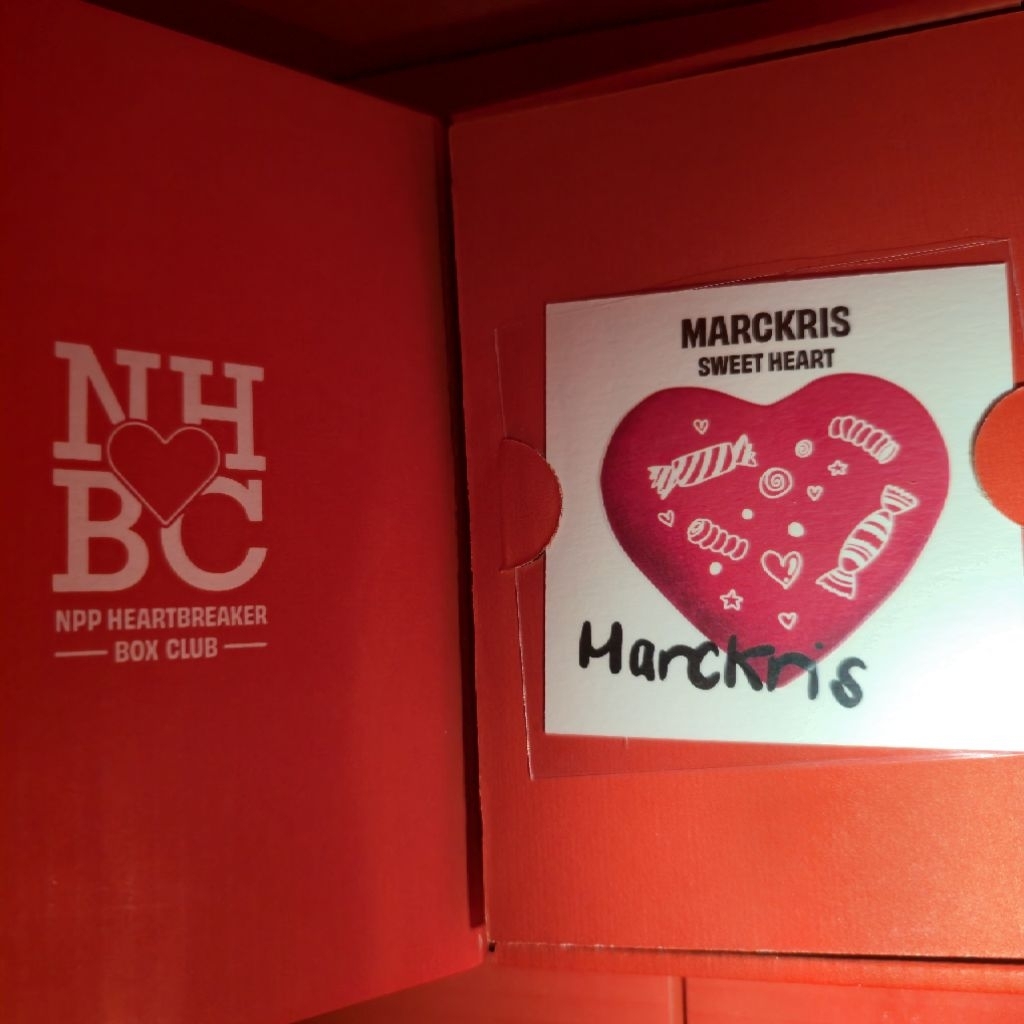 NH
BC
NPP HEARTBREAKER
BOX CLUB
MARCKRIS
SWEET HEART
Marckris